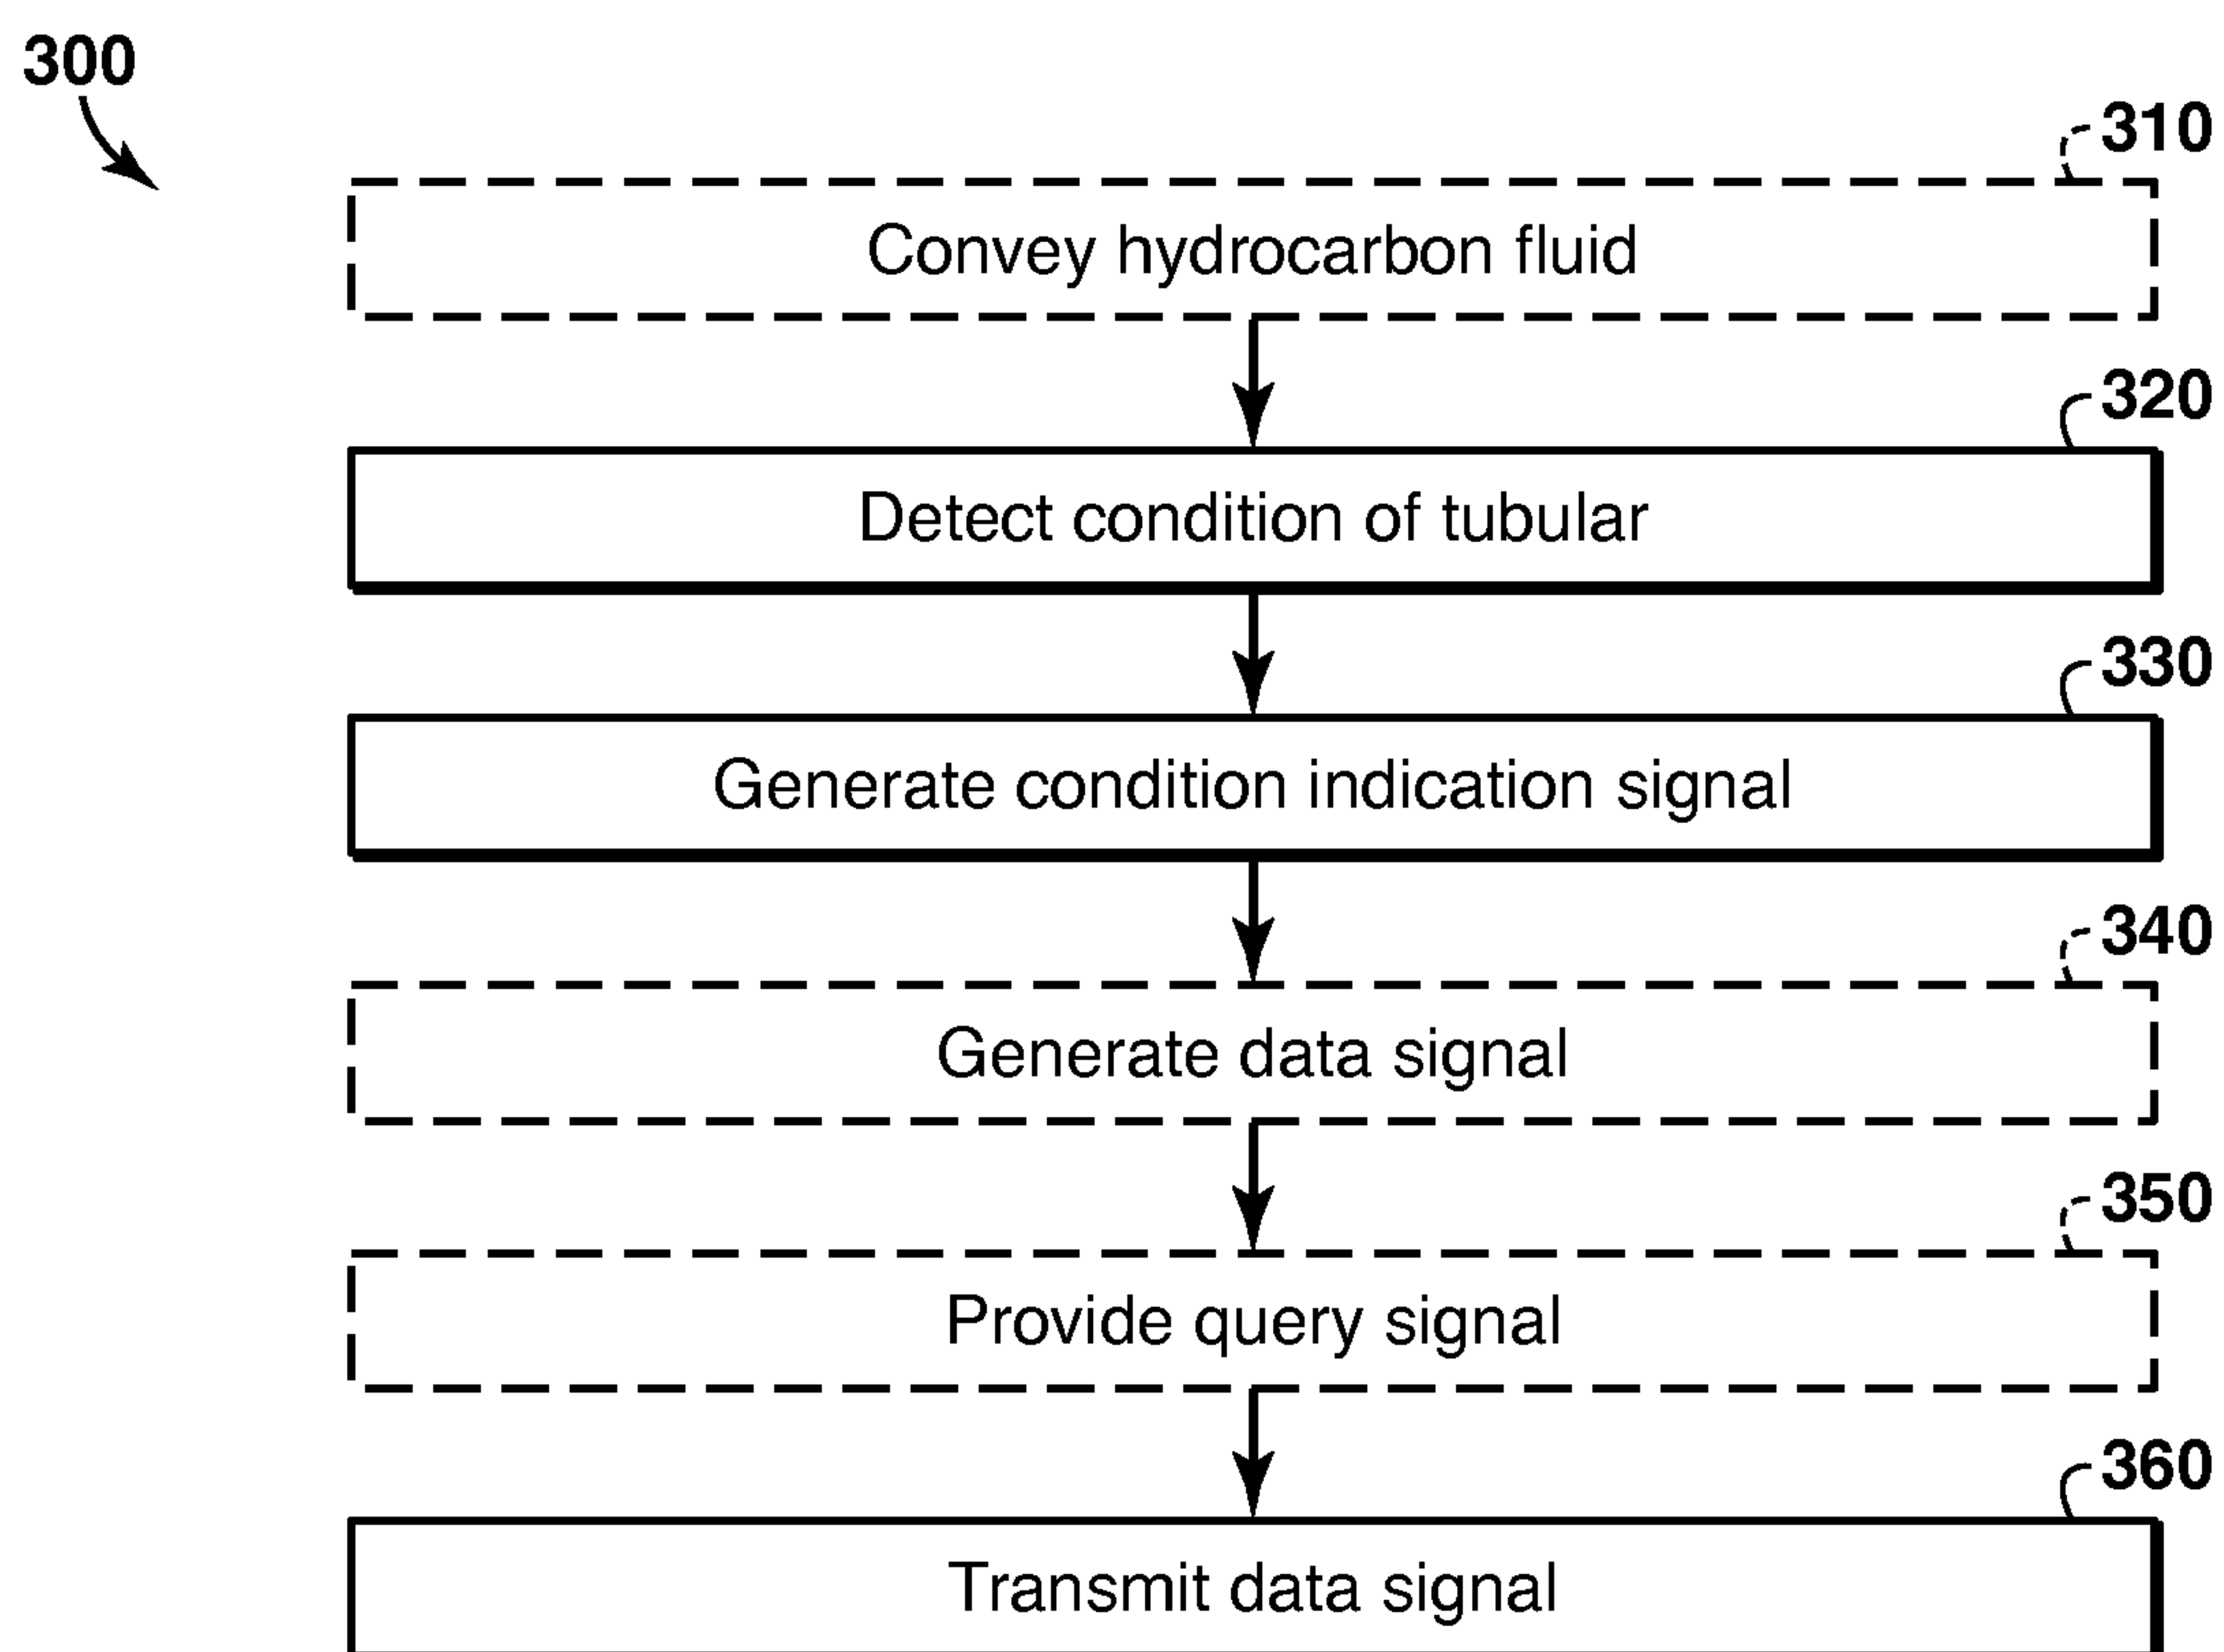 300
310
Convey hydrocarbon fluid
320
Detect condition of tubular
330
Generate condition indication signal
340
Generate data signal
350
Provide query signal
360
Transmit data signal